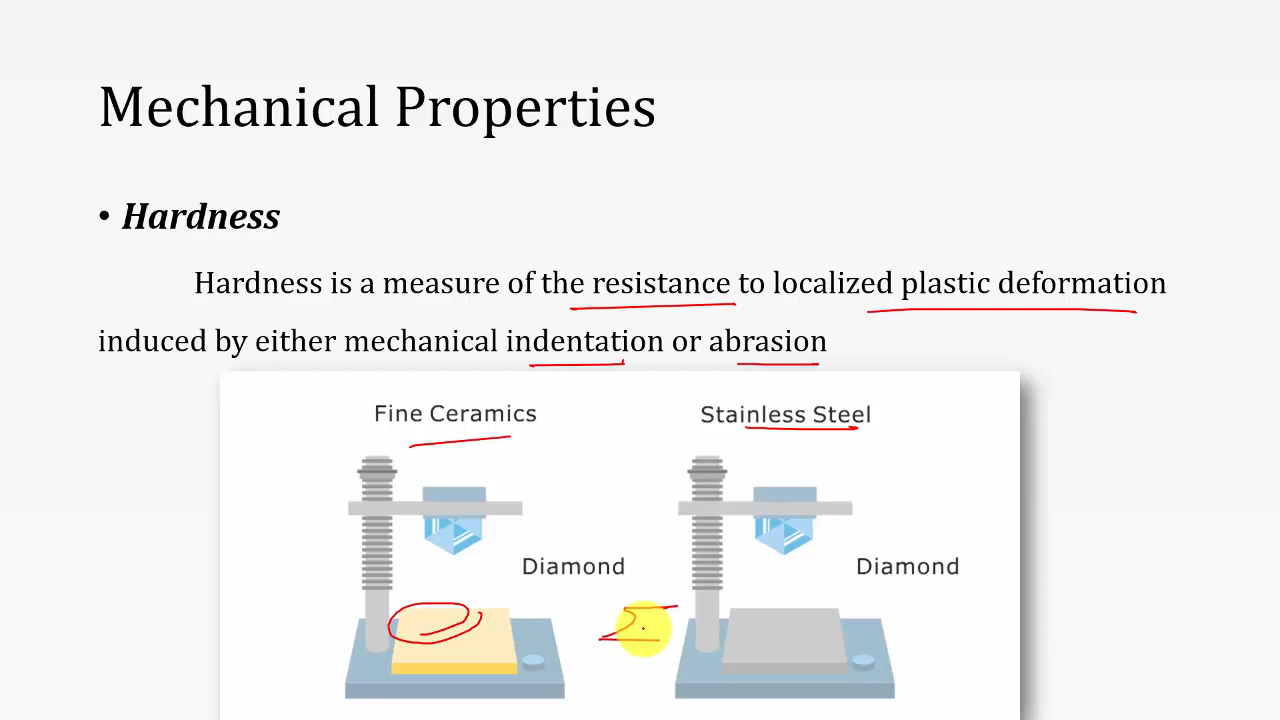 Mechanical Properties
• Hardness
Hardness is a measure of the resistance to localized plastic deformation
induced by either mechanical indentation or abrasion
Fine Ceramics
Stainless Steel
Diamond
Diamond